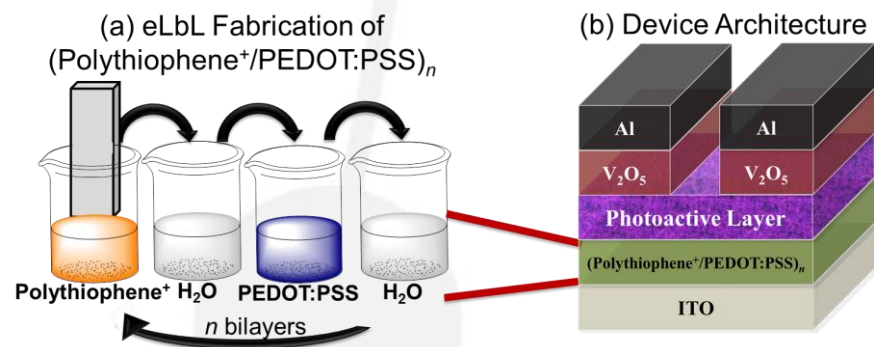 (a) eLbL Fabrication of
(Polythiophene⁺/PEDOT:PSS)ₙ
Polythiophene⁺ H₂O PEDOT:PSS H₂O
n bilayers
(b) Device Architecture
Al Al
V₂O₅ V₂O₅
Photoactive Layer
(Polythiophene⁺/PEDOT:PSS)ₙ
ITO